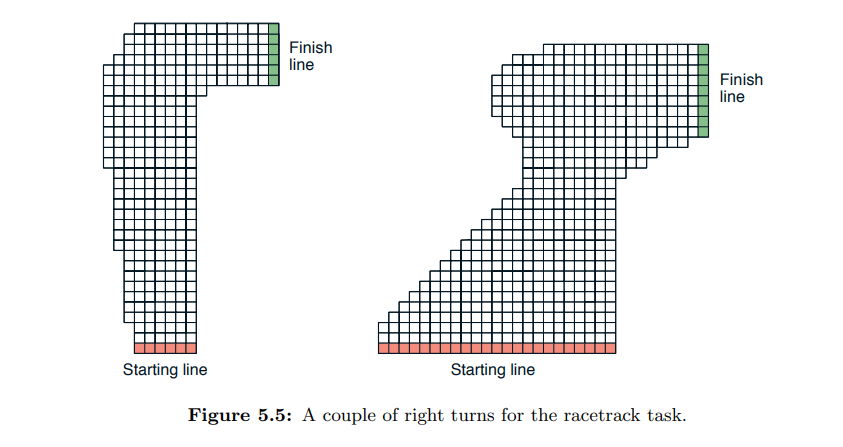 Finish
line
Finish
line
Starting line
Starting line
Figure 5.5: A couple of right turns for the racetrack task.